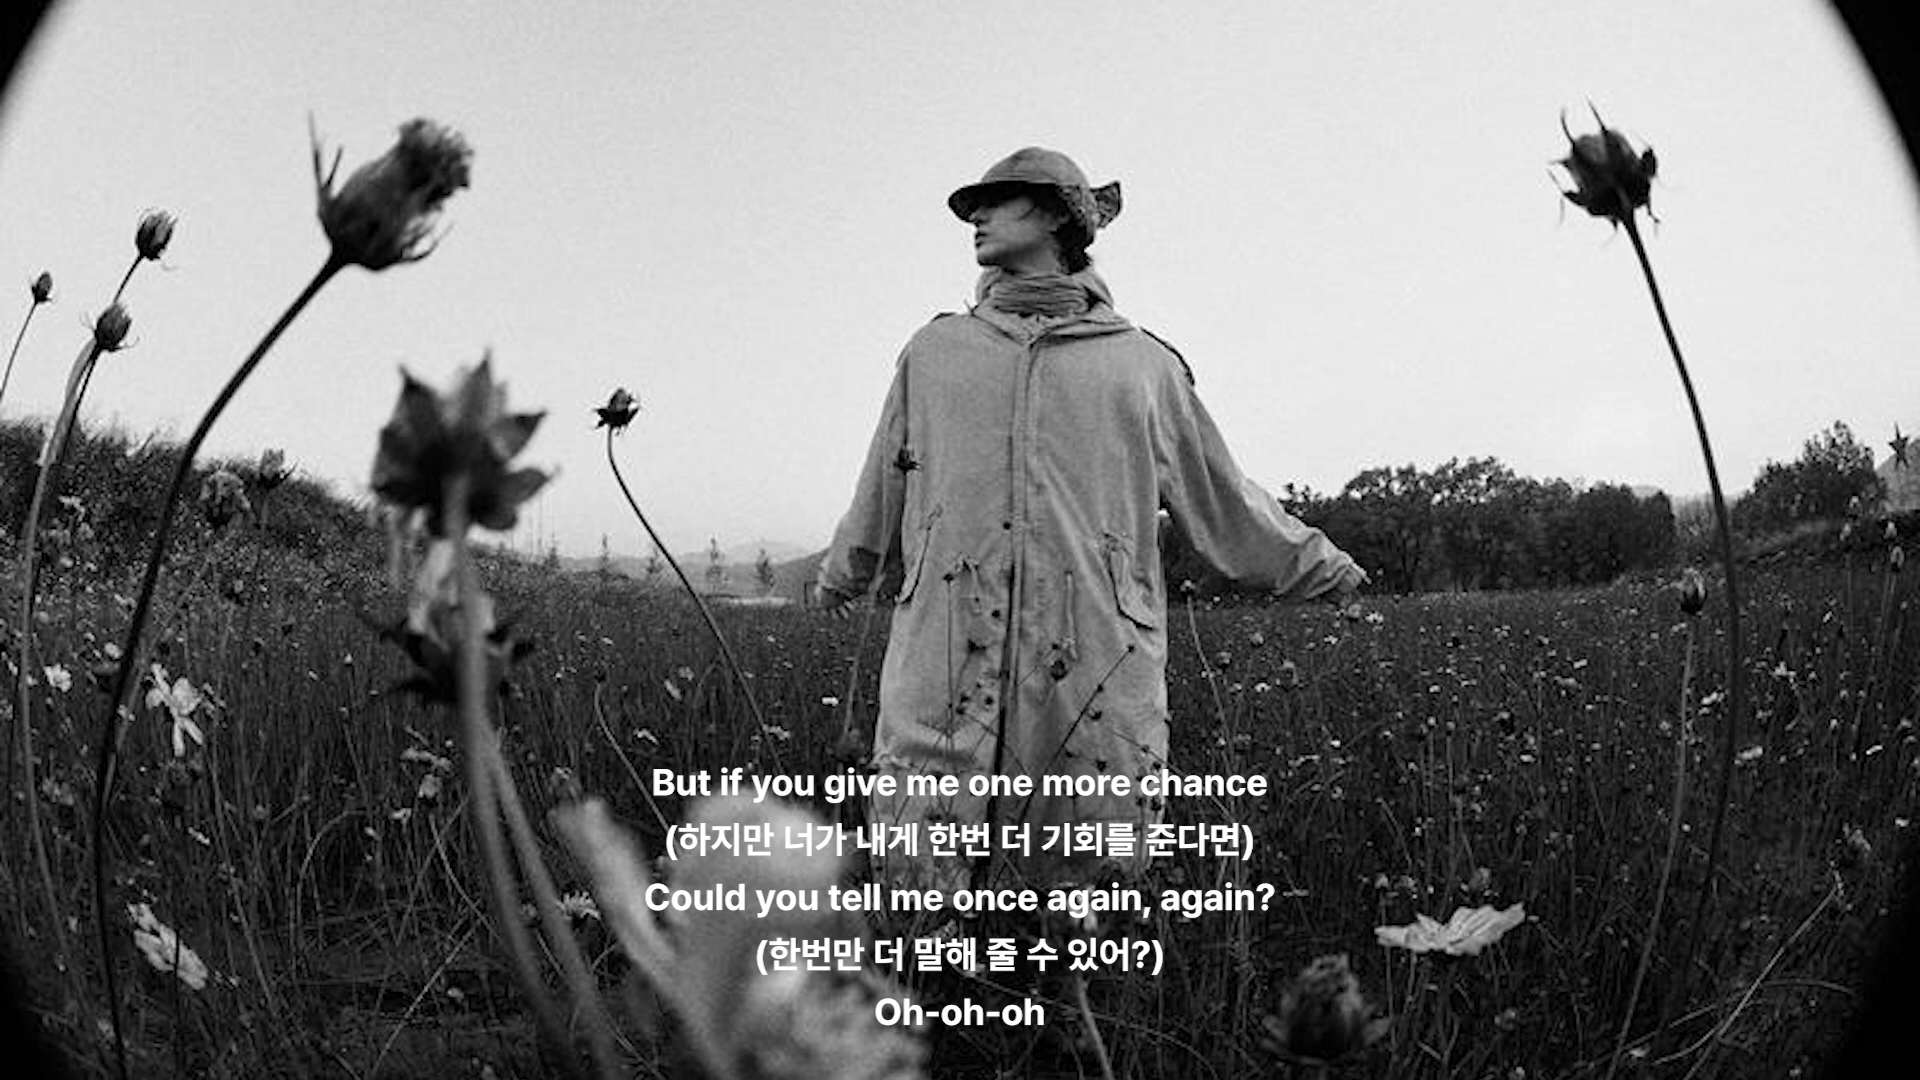 But if you give me one more chance
(하지만 너가 내게 한번 더 기회를 준다면)
Could you tell me once again, again?
(한번만 더 말해 줄 수 있어?)
Oh-oh-oh